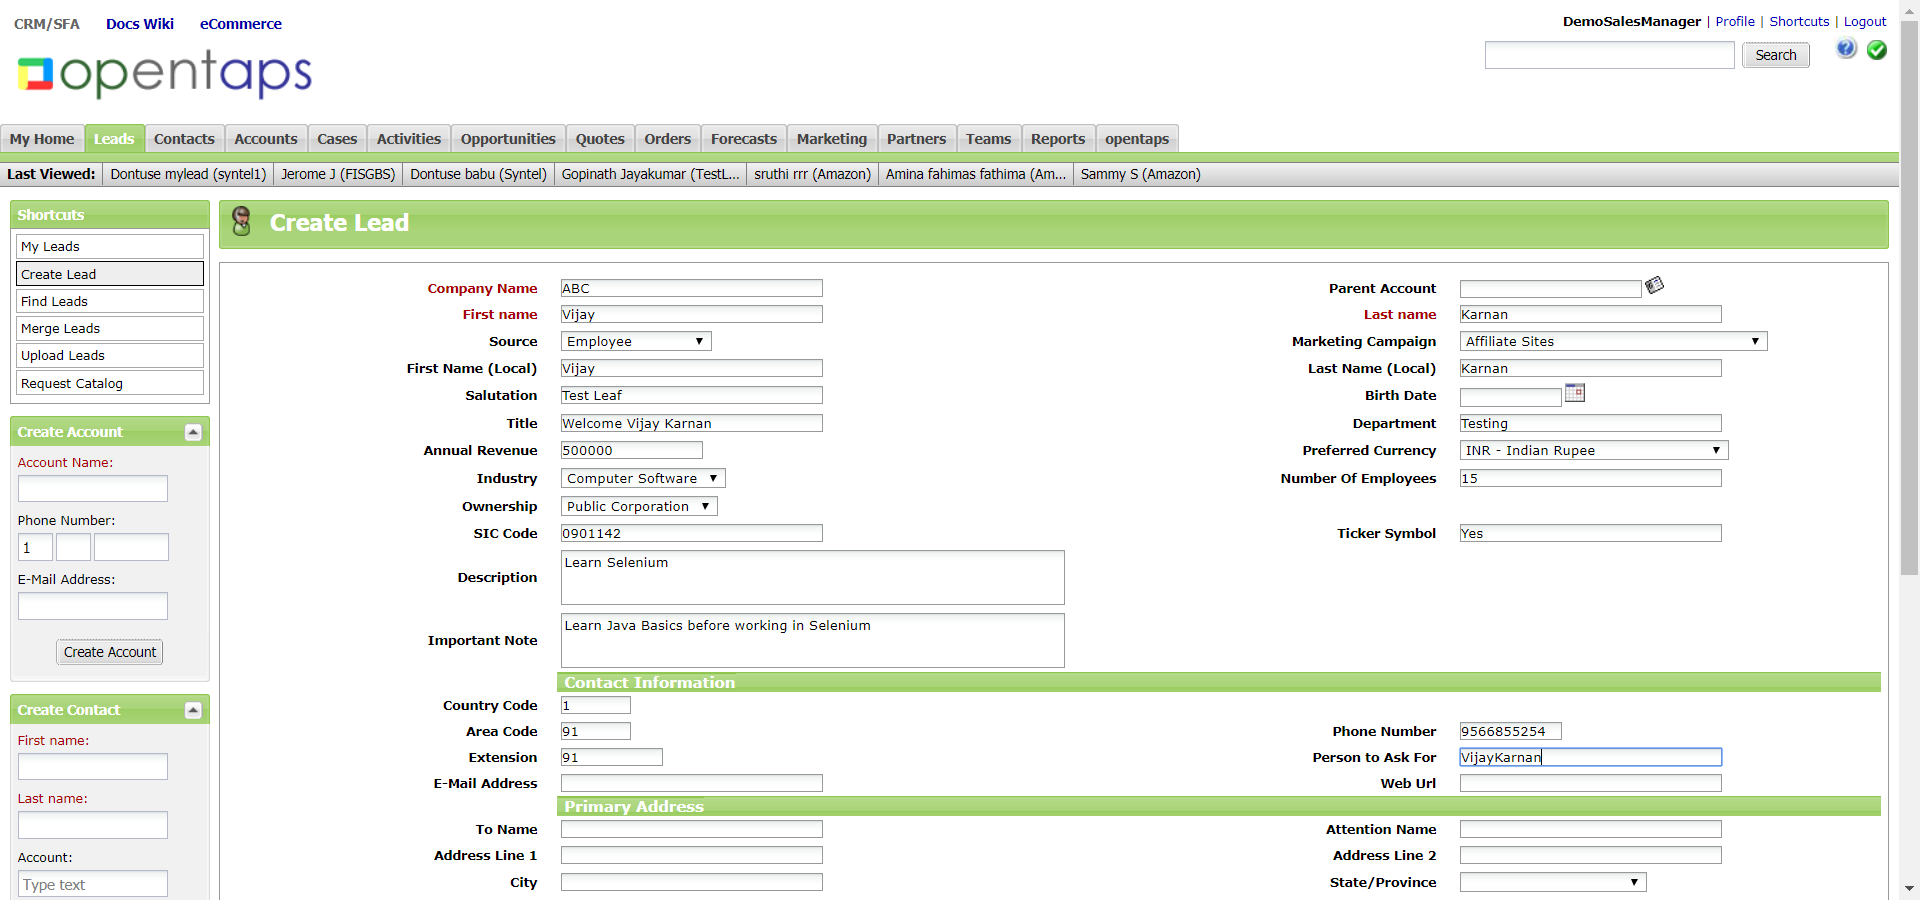 CRM/SFA Docs Wiki eCommerce
DemoSalesManager | Profile | Shortcuts | Logout
opentaps
Search
My Home Leads Contacts Accounts Cases Activities Opportunities Quotes Orders Forecasts Marketing Partners Teams Reports opentaps
Last Viewed: Dontuse mylead (syntel1) Jerome J (FISGBS) Dontuse babu (Syntel) Gopinath Jayakumar (TestL... sruthi rrr (Amazon) Amina fahimas fathima (Am... Sammy S (Amazon)
Shortcuts
My Leads
Create Lead
Find Leads
Merge Leads
Upload Leads
Request Catalog
Create Account
Account Name:
Phone Number:
1
E-Mail Address:
Create Account
Create Contact
First name:
Last name:
Account:
Type text
Create Lead
Company Name ABC Parent Account
First name Vijay Last name Karnan
Source Employee Marketing Campaign Affiliate Sites
First Name (Local) Vijay Last Name (Local) Karnan
Salutation Test Leaf Birth Date
Title Welcome Vijay Karnan Department Testing
Annual Revenue 500000 Preferred Currency INR - Indian Rupee
Industry Computer Software Number Of Employees 15
Ownership Public Corporation
SIC Code 0901142 Ticker Symbol Yes
Description Learn Selenium
Important Note Learn Java Basics before working in Selenium
Contact Information
Country Code 1
Area Code 91 Phone Number 9566855254
Extension 91 Person to Ask For VijayKarnan
E-Mail Address Web Url
Primary Address
To Name Attention Name
Address Line 1 Address Line 2
City State/Province